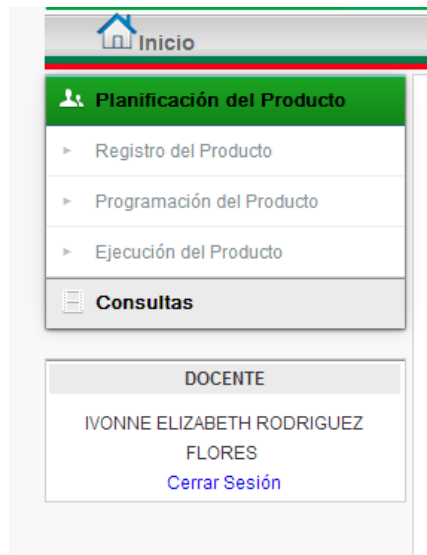 Inicio
Planificación del Producto
Registro del Producto
Programación del Producto
Ejecución del Producto
Consultas
DOCENTE
IVONNE ELIZABETH RODRIGUEZ
FLORES
Cerrar Sesión